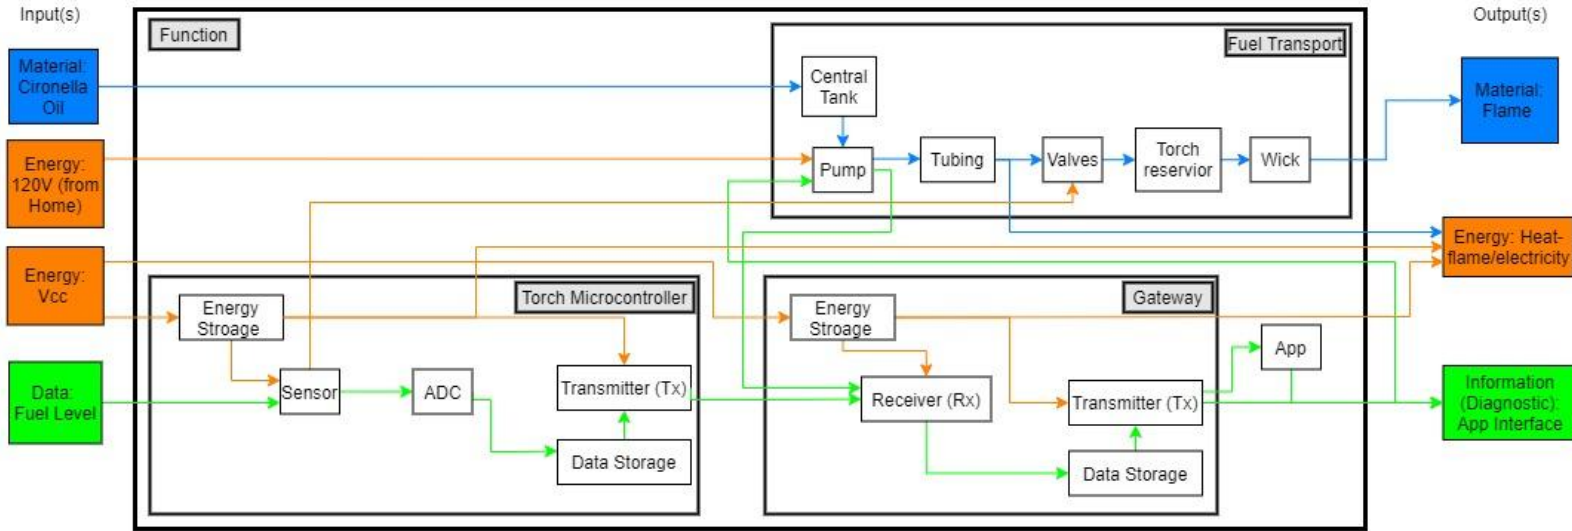 Input(s)
Output(s)
Function
Fuel Transport
Material:
Cironella
Oil
Central
Tank
Material:
Flame
Energy:
120V (from
Home)
Pump
Tubing
Valves
Torch
reservior
Wick
Energy: Heat-
flame/electricity
Energy:
Vcc
Torch Microcontroller
Gateway
Energy
Stroage
Energy
Stroage
App
Data:
Fuel Level
Sensor
ADC
Transmitter (Tx)
Receiver (Rx)
Transmitter (Tx)
Information
(Diagnostic):
App Interface
Data Storage
Data Storage